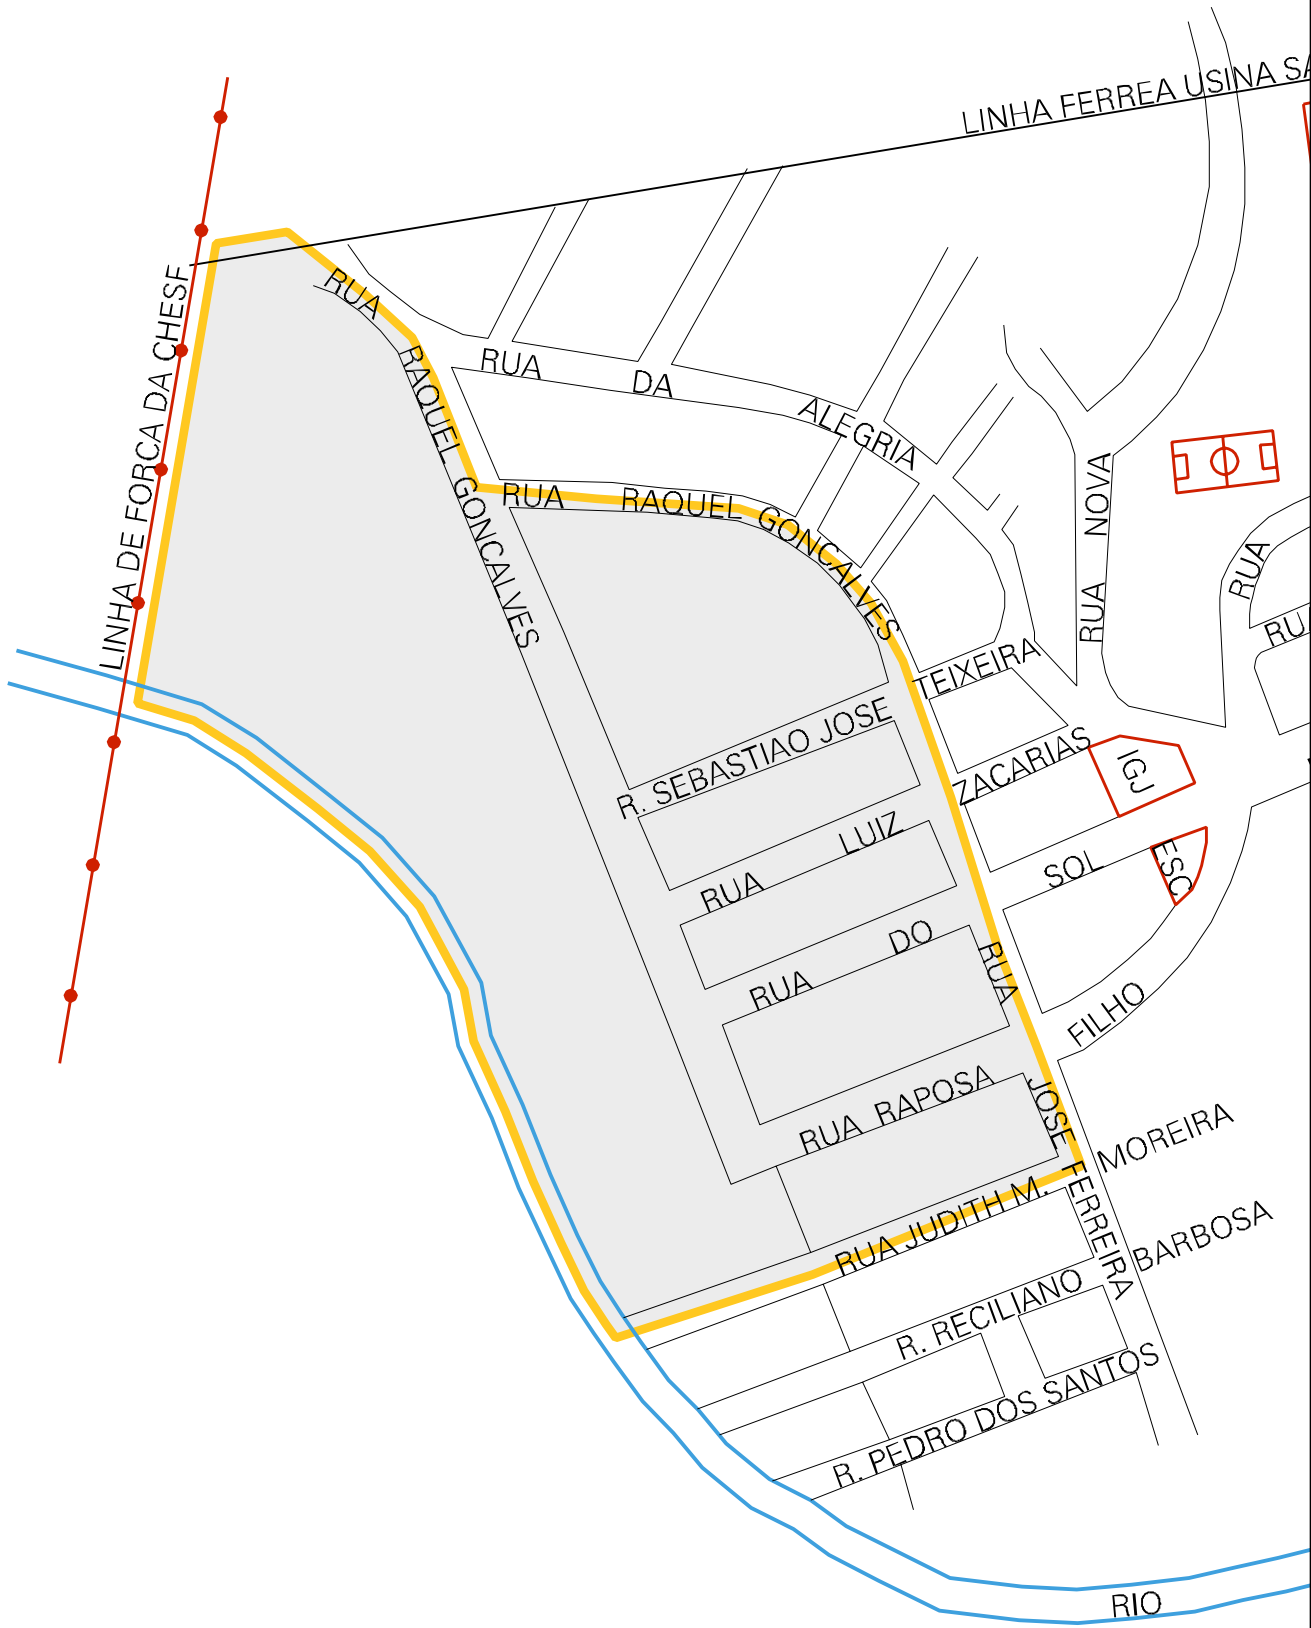 LINHA FERREA USINA SA
LINHA DE FORCA DA CHESF
RUA
RAQUEL GONCALVES
RUA DA ALEGRIA
RUA RAQUEL GONCALVES
RUA NOVA
RUA
RU
TEIXEIRA
R. SEBASTIAO JOSE
ZACARIAS
IGJ
RUA LUIZ
SOL
ESC
RUA DO
RUA JOSE FERREIRA
FILHO
RUA RAPOSA
MOREIRA
RUA JUDITH M.
BARBOSA
R. RECILIANO
R. PEDRO DOS SANTOS
RIO